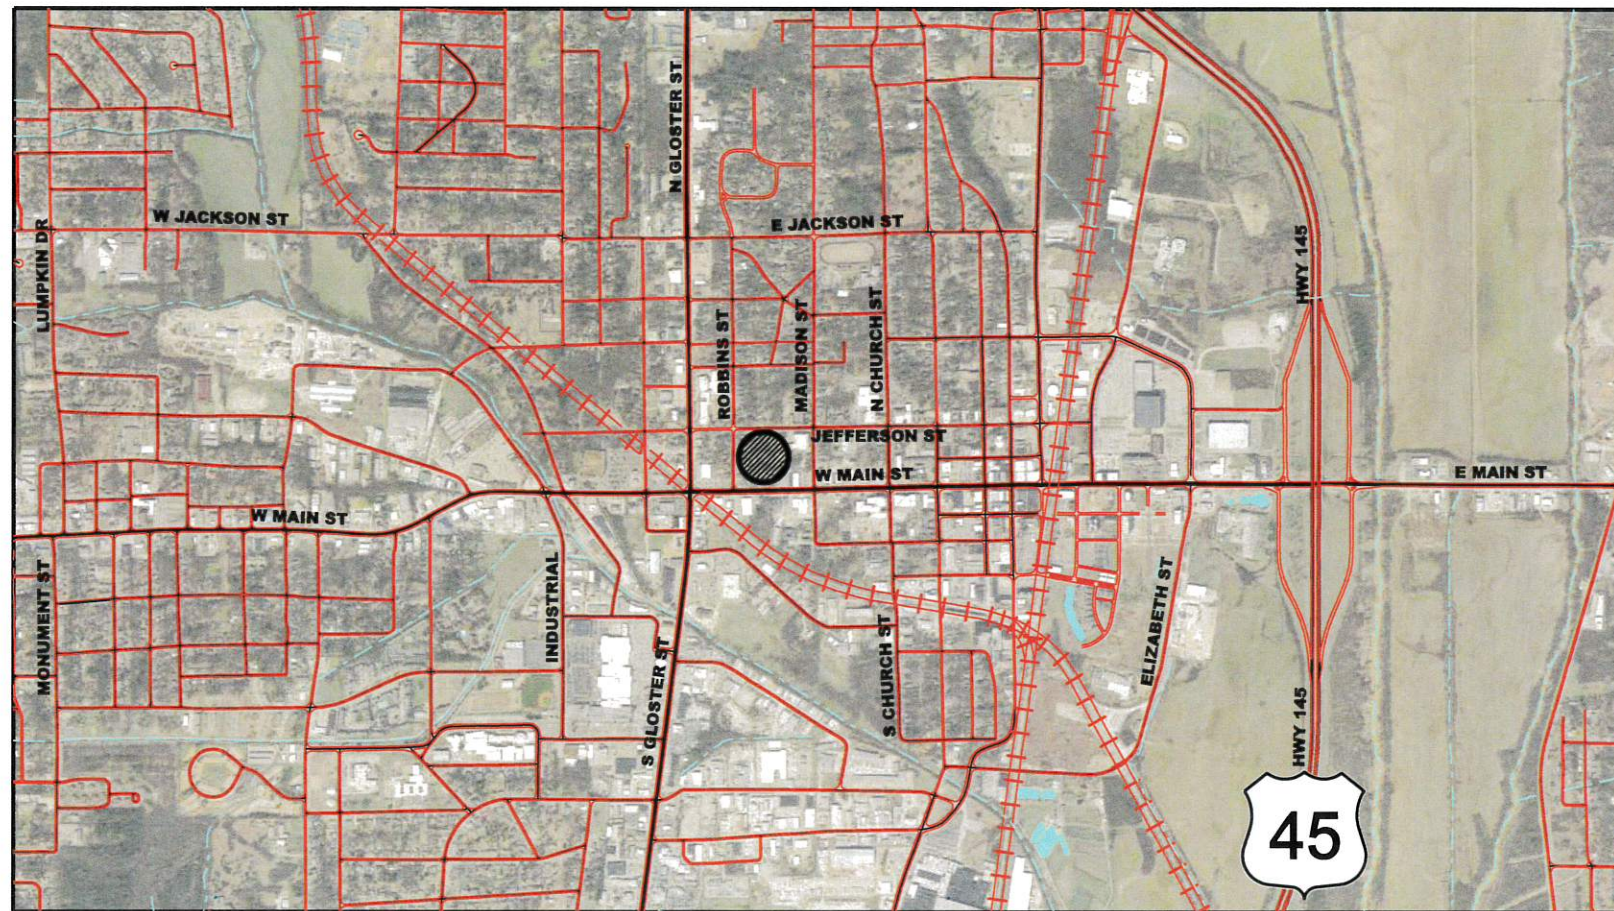 N GLOSTER ST
W JACKSON ST
E JACKSON ST
LUMPKIN DR
HWY 145
ROBBINS ST
MADISON ST
N CHURCH ST
JEFFERSON ST
W MAIN ST
E MAIN ST
W MAIN ST
MONUMENT ST
INDUSTRIAL
S GLOSTER ST
S CHURCH ST
ELIZABETH ST
HWY 145
45